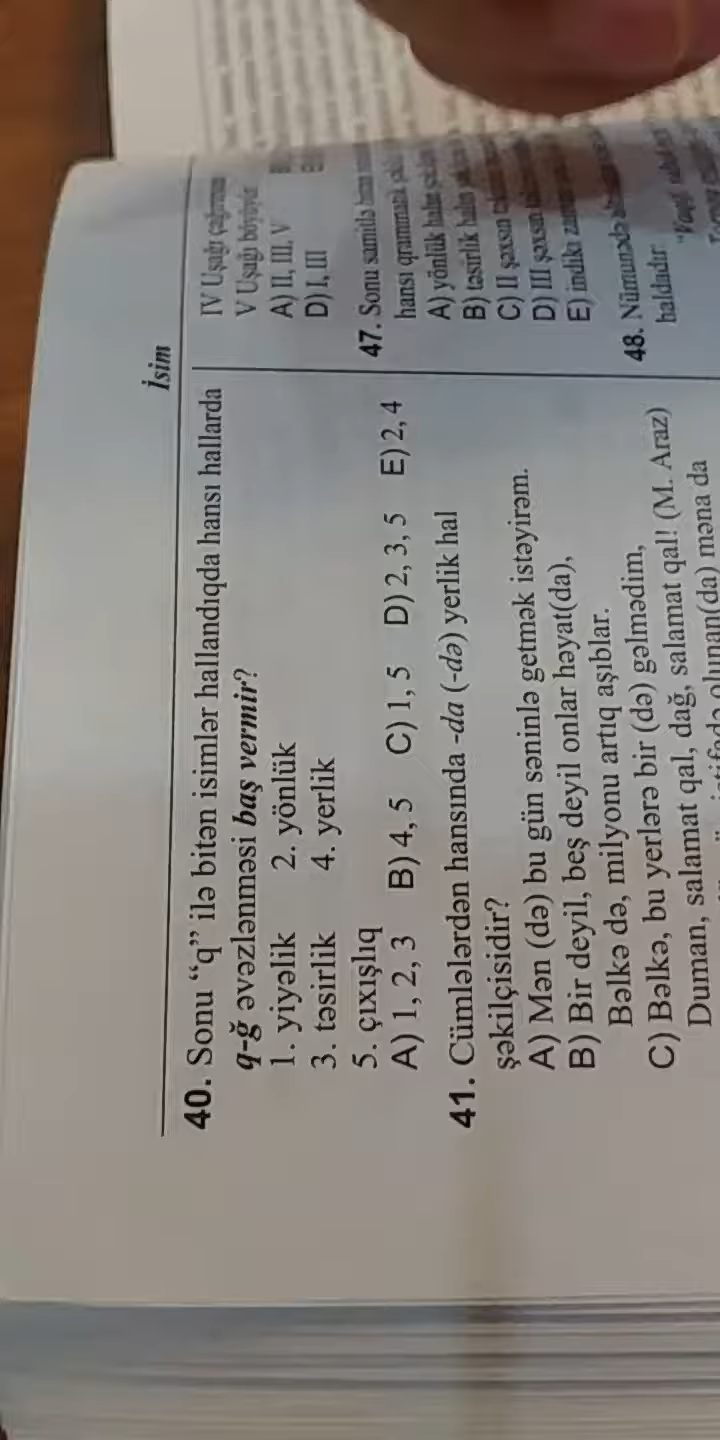 İsim
40. Sonu “q” ilə bitən isimlər hallandıqda hansı hallarda
q-ğ əvəzlənməsi baş vermir?
1. yiyəlik 2. yönlük
3. təsirlik 4. yerlik
5. çıxışlıq
A) 1, 2, 3 B) 4, 5 C) 1, 5 D) 2, 3, 5 E) 2, 4
41. Cümlələrdən hansında -da (-də) yerlik hal
şəkilçisidir?
A) Mən (də) bu gün səninlə getmək istəyirəm.
B) Bir deyil, beş deyil onlar həyat(da),
Bəlkə də, milyonu artıq aşıblar.
C) Bəlkə, bu yerlərə bir (də) gəlmədim,
Duman, salamat qal, dağ, salamat qal! (M. Araz)
olunan(da) məna da
IV Uşağı
V Uşağı böyüyür
A) II, III, V
D) I, III
47. Sonu samitlə
hansı qrammatik
A) yönlük halın
B) təsirlik halın
C) II şəxsin
D) III şəxsin
E) indiki zaman
48. Nümunədə
haldadır